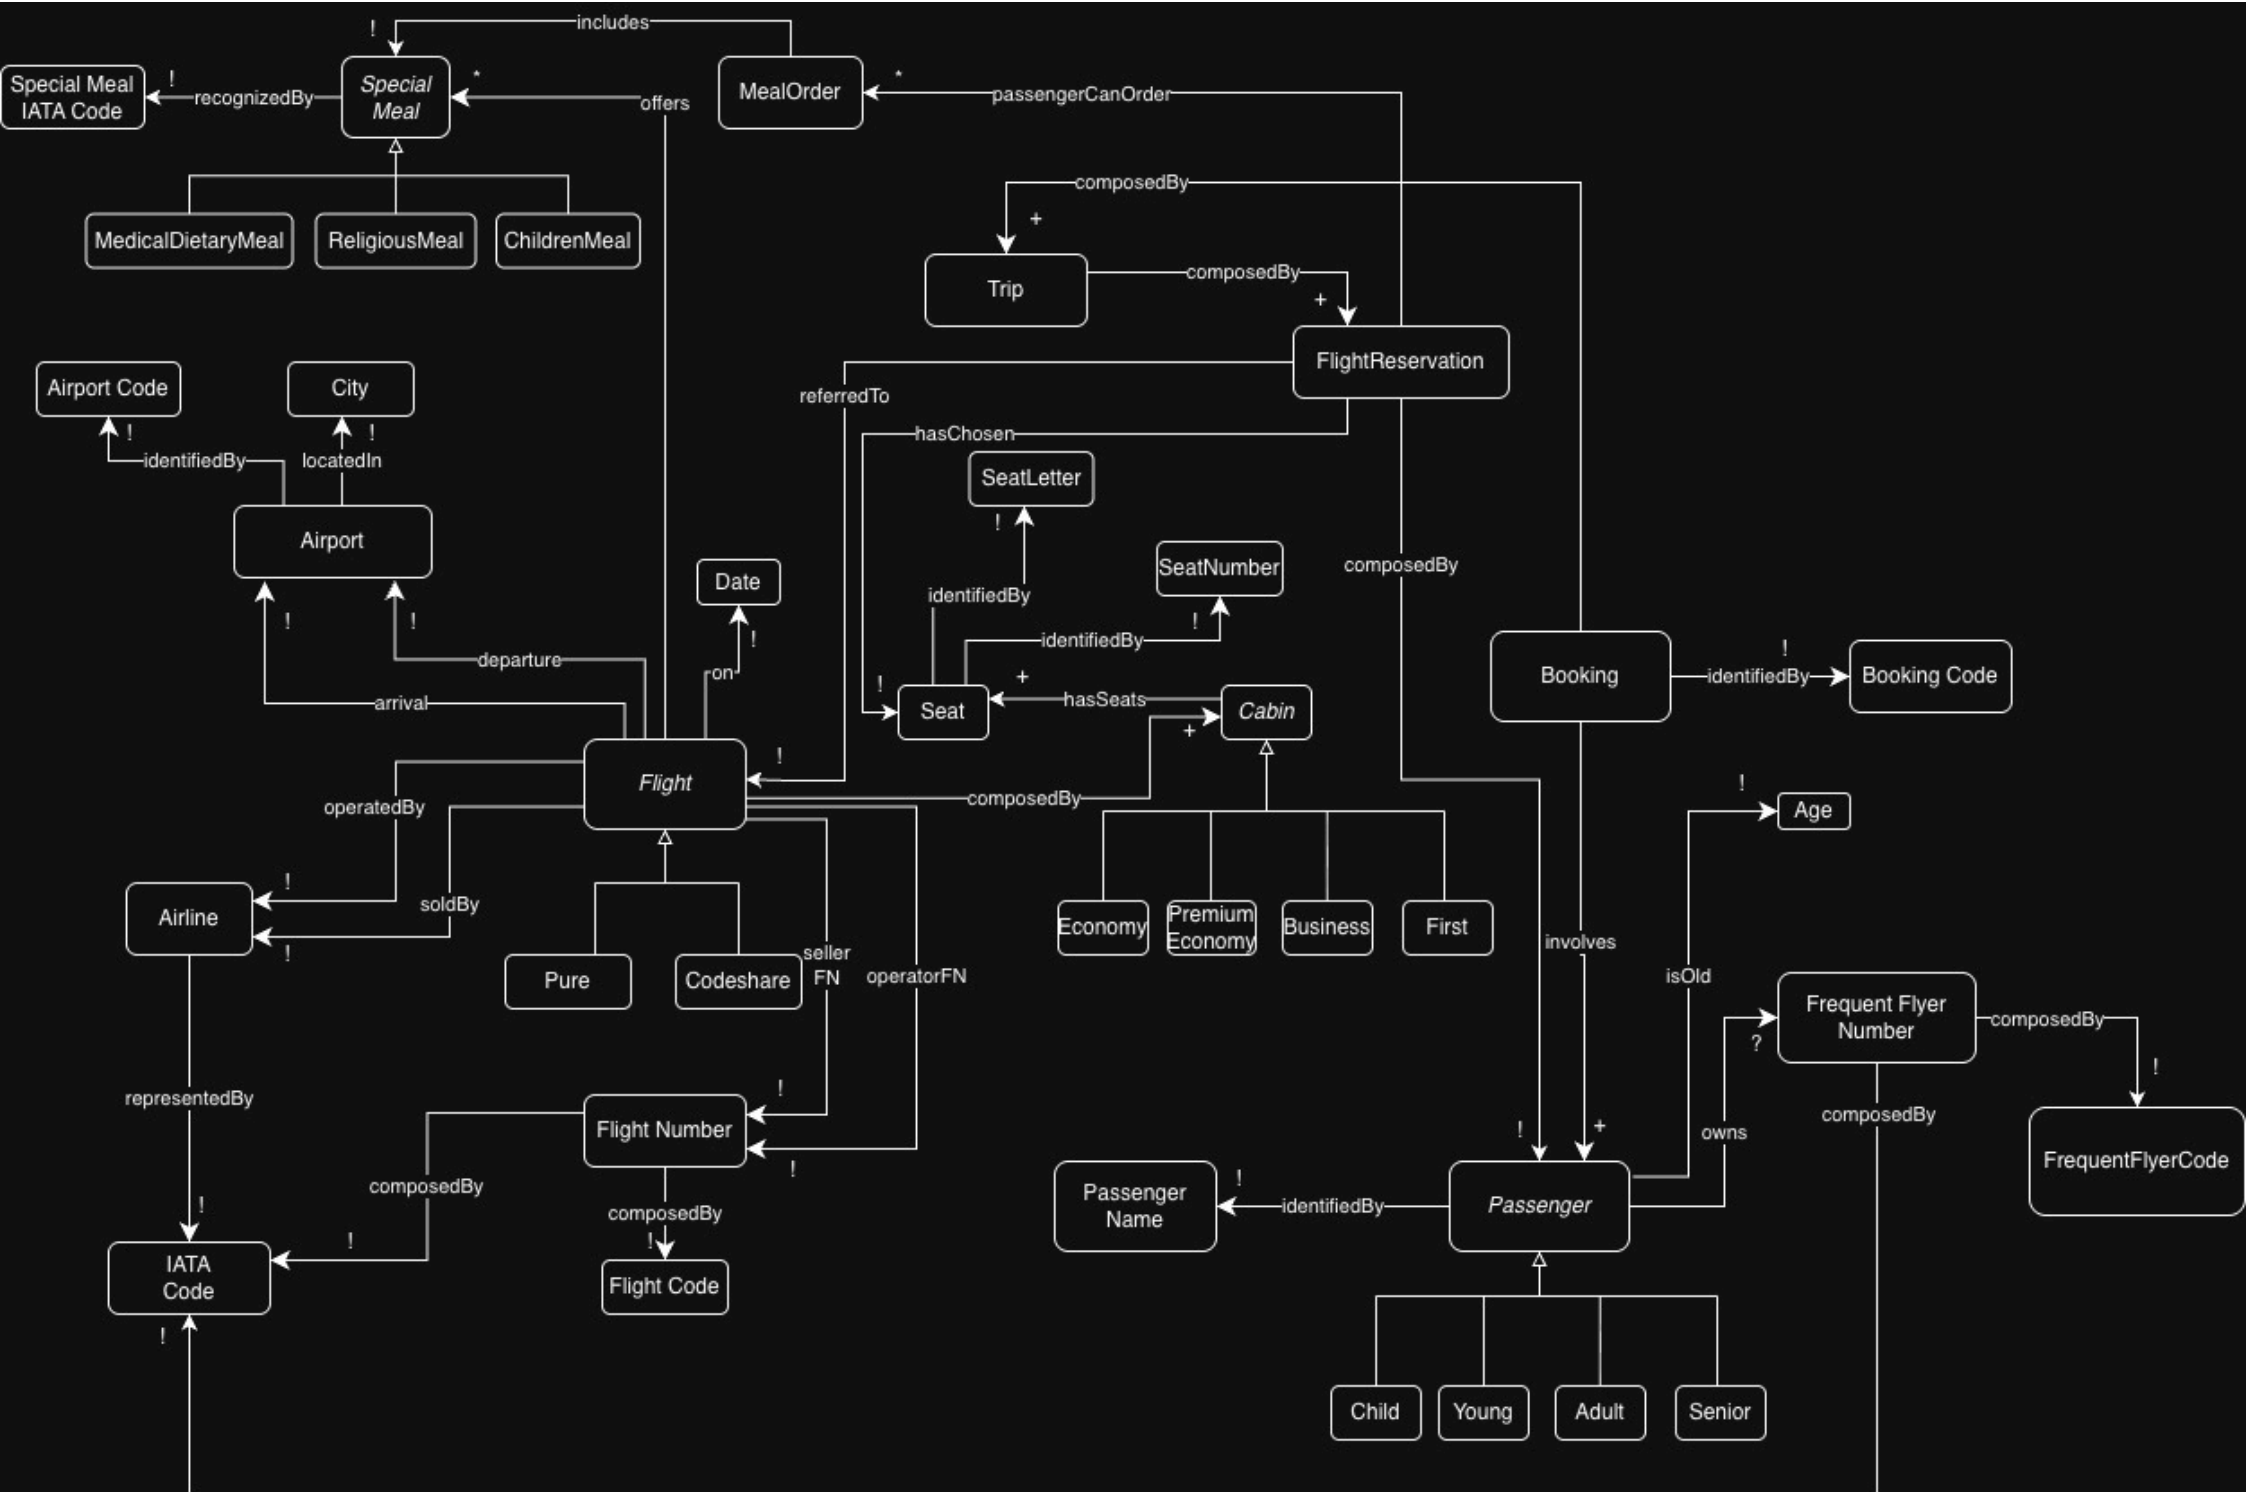 includes
!
Special Meal
IATA Code
!
recognizedBy
Special
Meal
*
offers
MealOrder
*
passengerCanOrder
composedBy
+
MedicalDietaryMeal
ReligiousMeal
ChildrenMeal
Trip
composedBy
+
FlightReservation
Airport Code
City
referredTo
!
!
hasChosen
identifiedBy
locatedIn
SeatLetter
!
Airport
composedBy
SeatNumber
Date
identifiedBy
!
!
!
!
identifiedBy
departure
on
!
Booking
identifiedBy
Booking Code
+
hasSeats
!
arrival
Seat
Cabin
+
!
Flight
composedBy
!
Age
operatedBy
!
soldBy
Airline
!
Economy
Premium
Economy
Business
First
involves
seller
FN
operatorFN
isOld
Pure
Codeshare
Frequent Flyer
Number
composedBy
?
!
representedBy
!
Flight Number
!
composedBy
!
+
owns
FrequentFlyerCode
composedBy
!
composedBy
!
!
Passenger
Name
!
identifiedBy
Passenger
IATA
Code
Flight Code
!
Child
Young
Adult
Senior